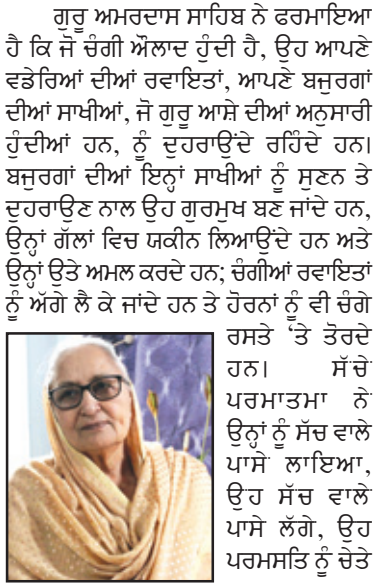 ਗੁਰੂ ਅਮਰਦਾਸ ਸਾਹਿਬ ਨੇ ਫਰਮਾਇਆ
ਹੈ ਕਿ ਜੋ ਚੰਗੀ ਔਲਾਦ ਹੁੰਦੀ ਹੈ, ਉਹ ਆਪਣੇ
ਵਡੇਰਿਆਂ ਦੀਆਂ ਰਵਾਇਤਾਂ, ਆਪਣੇ ਬਜੁਰਗਾਂ
ਦੀਆਂ ਸਾਖੀਆਂ, ਜੋ ਗੁਰੂ ਆਸ਼ੇ ਦੀਆਂ ਅਨੁਸਾਰੀ
ਹੁੰਦੀਆਂ ਹਨ, ਨੂੰ ਦੁਹਰਾਉਂਦੇ ਰਹਿੰਦੇ ਹਨ।
ਬਜੁਰਗਾਂ ਦੀਆਂ ਇਨ੍ਹਾਂ ਸਾਖੀਆਂ ਨੂੰ ਸੁਣਨ ਤੇ
ਦੁਹਰਾਉਣ ਨਾਲ ਉਹ ਗੁਰਮੁਖ ਬਣ ਜਾਂਦੇ ਹਨ,
ਉਨ੍ਹਾਂ ਗੱਲਾਂ ਵਿਚ ਯਕੀਨ ਲਿਆਉਂਦੇ ਹਨ ਅਤੇ
ਉਨ੍ਹਾਂ ਉਤੇ ਅਮਲ ਕਰਦੇ ਹਨ; ਚੰਗੀਆਂ ਰਵਾਇਤਾਂ
ਨੂੰ ਅੱਗੇ ਲੈ ਕੇ ਜਾਂਦੇ ਹਨ ਤੇ ਹੋਰਨਾਂ ਨੂੰ ਵੀ ਚੰਗੇ
ਰਸਤੇ ‘ਤੇ ਤੋਰਦੇ
ਹਨ। ਸੱਚੇ
ਪਰਮਾਤਮਾ ਨੇ
ਉਨ੍ਹਾਂ ਨੂੰ ਸੱਚ ਵਾਲੇ
ਪਾਸੇ ਲਾਇਆ,
ਉਹ ਸੱਚ ਵਾਲੇ
ਪਾਸੇ ਲੱਗੇ, ਉਹ
ਪਰਮਸਤਿ ਨੂੰ ਚੇਤੇ